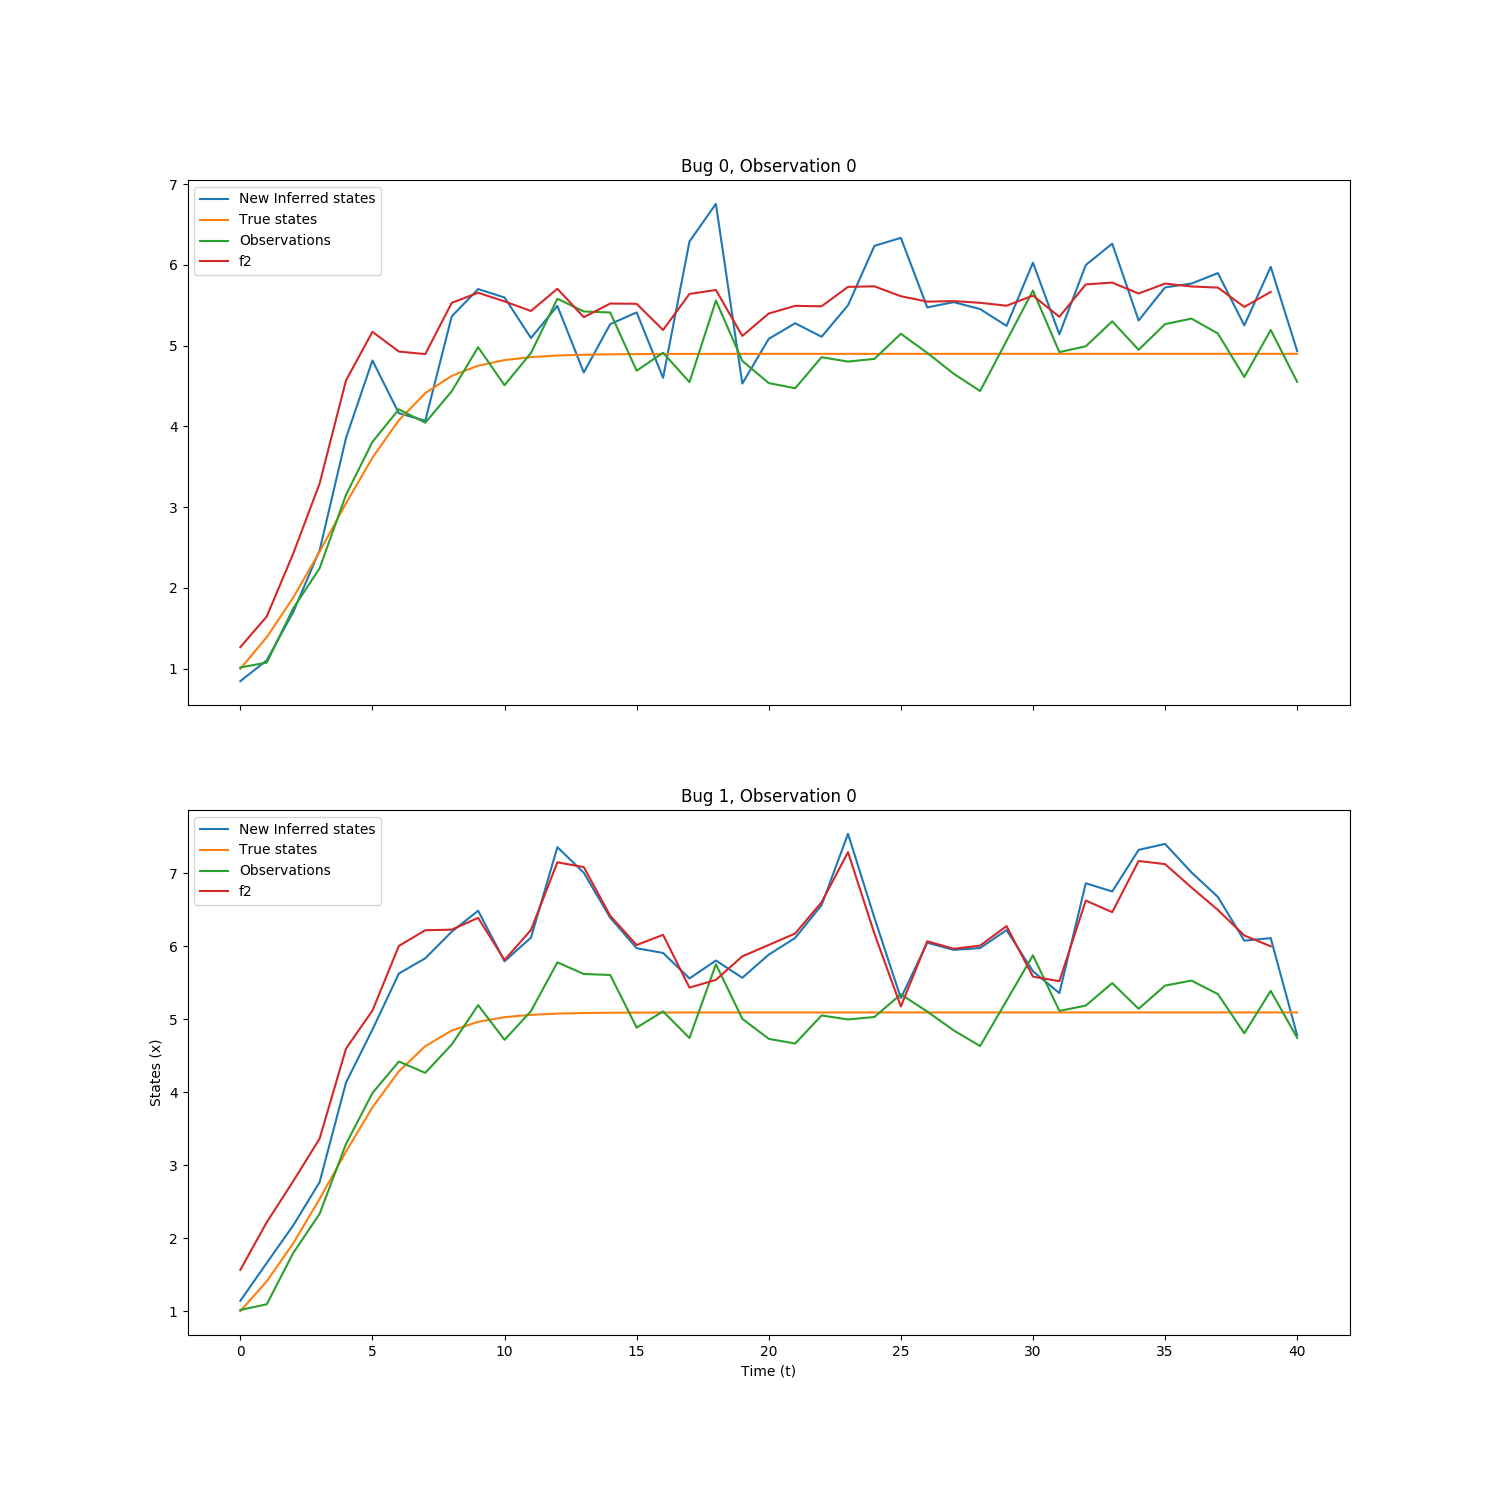 Bug 0, Observation 0
7
6
5
4
3
2
1
New Inferred states
True states
Observations
f2
Bug 1, Observation 0
States (x)
7
6
5
4
3
2
1
New Inferred states
True states
Observations
f2
0 5 10 15 20 25 30 35 40
Time (t)